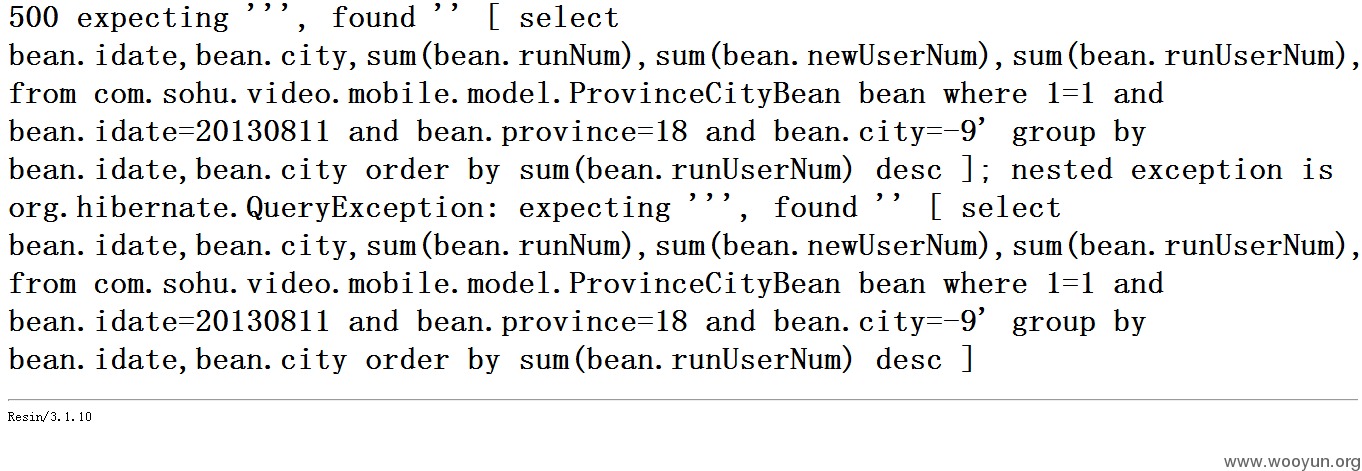 500 expecting ''', found '' [ select
bean.idate,bean.city,sum(bean.runNum),sum(bean.newUserNum),sum(bean.runUserNum),
from com.sohu.video.mobile.model.ProvinceCityBean bean where 1=1 and
bean.idate=20130811 and bean.province=18 and bean.city=-9' group by
bean.idate,bean.city order by sum(bean.runUserNum) desc ]; nested exception is
org.hibernate.QueryException: expecting ''', found '' [ select
bean.idate,bean.city,sum(bean.runNum),sum(bean.newUserNum),sum(bean.runUserNum),
from com.sohu.video.mobile.model.ProvinceCityBean bean where 1=1 and
bean.idate=20130811 and bean.province=18 and bean.city=-9' group by
bean.idate,bean.city order by sum(bean.runUserNum) desc ]
Resin/3.1.10
www.wooyun.org